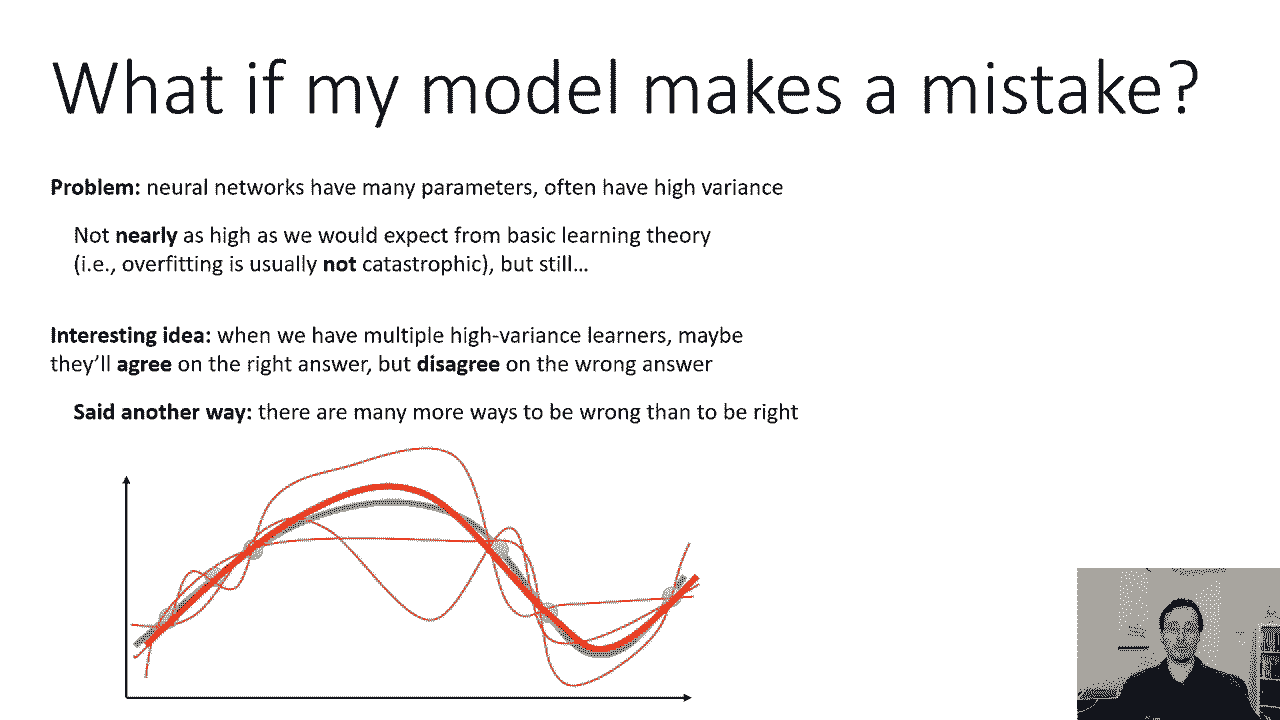 What if my model makes a mistake?
Problem: neural networks have many parameters, often have high variance
Not nearly as high as we would expect from basic learning theory
(i.e., overfitting is usually not catastrophic), but still…
Interesting idea: when we have multiple high-variance learners, maybe
they’ll agree on the right answer, but disagree on the wrong answer
Said another way: there are many more ways to be wrong than to be right